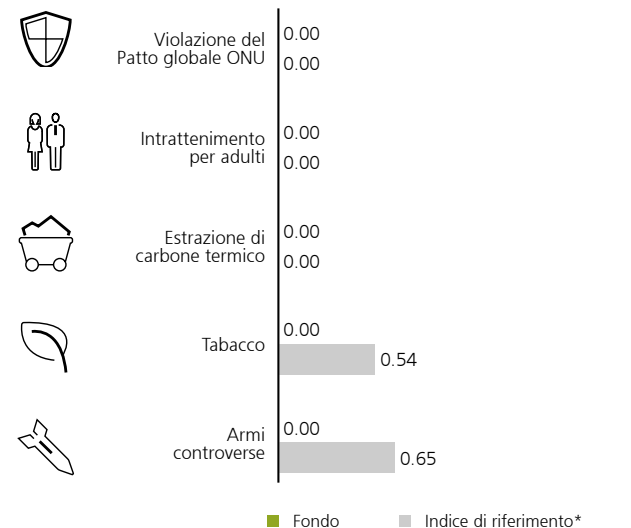 Violazione del
Patto globale ONU
0.00
0.00
Intrattenimento
per adulti
0.00
0.00
Estrazione di
carbone termico
0.00
0.00
Tabacco
0.00
0.54
Armi
controverse
0.00
0.65
Fondo
Indice di riferimento*